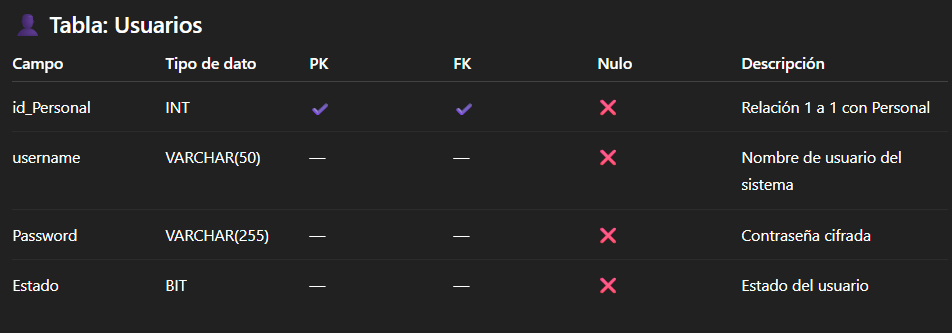 👤 Tabla: Usuarios
Campo Tipo de dato PK FK Nulo Descripción
id_Personal INT ✔ ✔ ❌ Relación 1 a 1 con Personal
username VARCHAR(50) — — ❌ Nombre de usuario del
sistema
Password VARCHAR(255) — — ❌ Contraseña cifrada
Estado BIT — — ❌ Estado del usuario